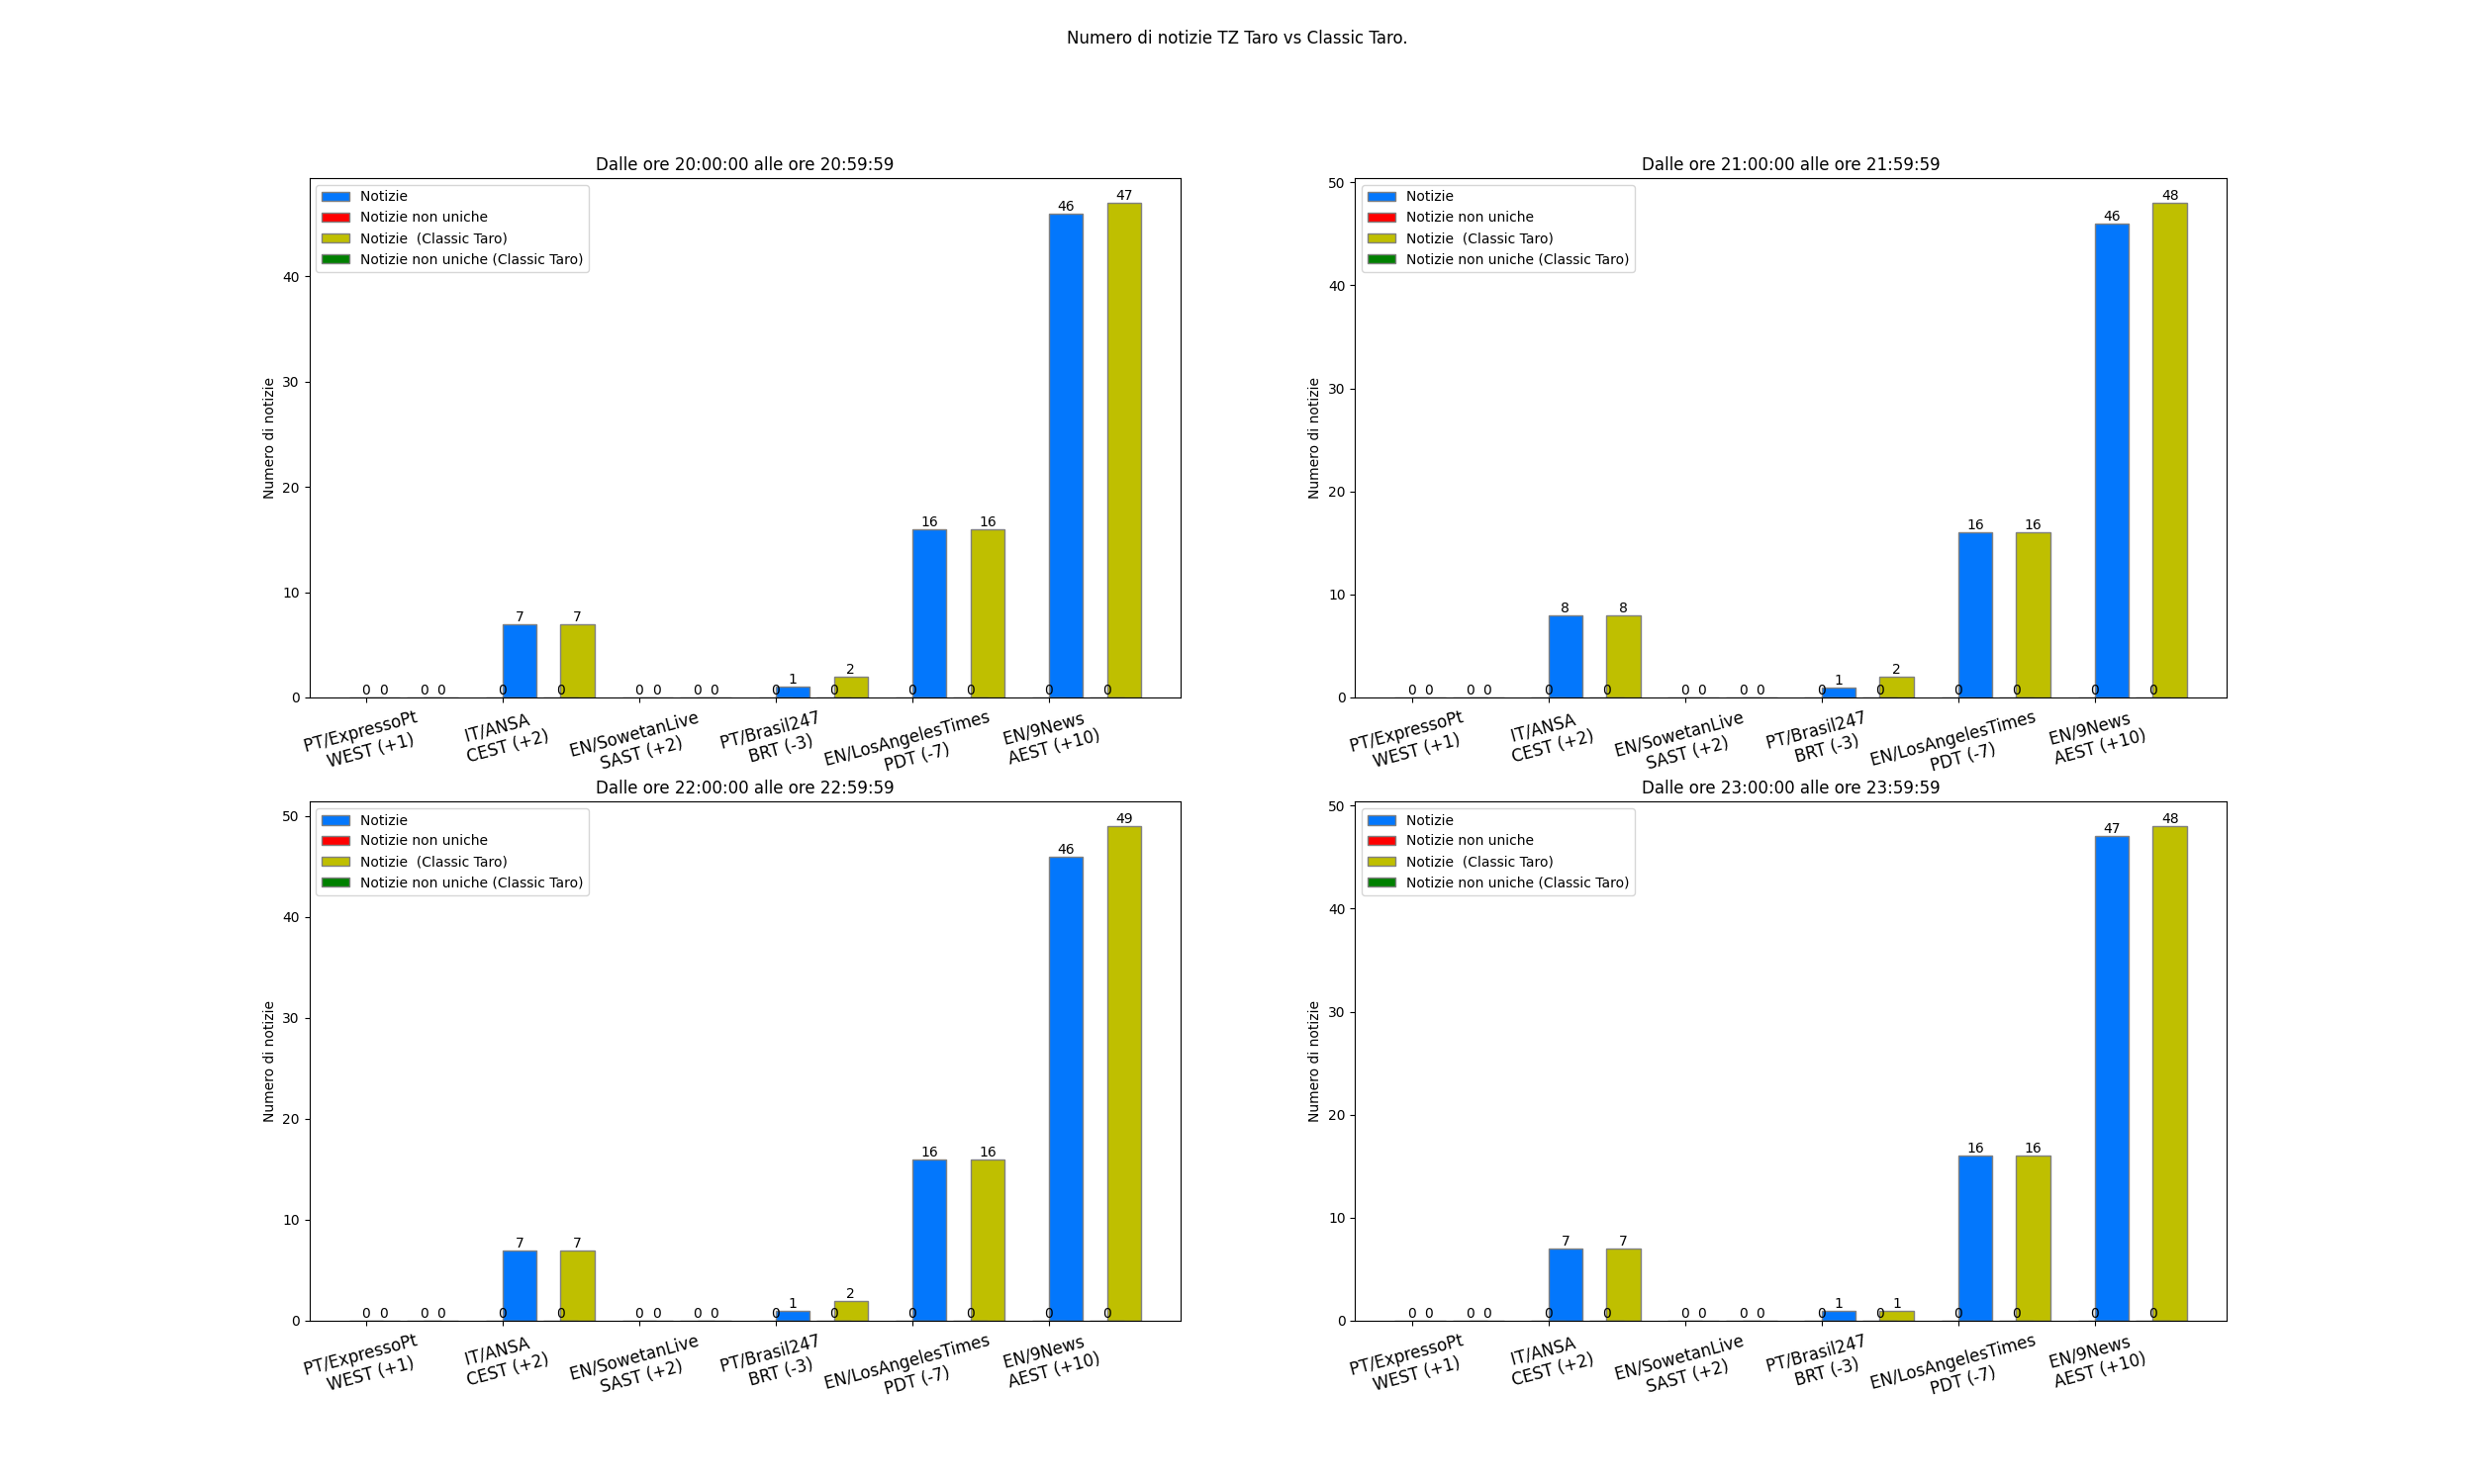 Numero di notizie TZ Taro vs Classic Taro.
Dalle ore 20:00:00 alle ore 20:59:59
Notizie
Notizie non uniche
Notizie  (Classic Taro)
Notizie non uniche (Classic Taro)
Numero di notizie
40
30
20
10
0
0 0 0 0 0 7 0 7 0 0 0 0 0 1 0 2 0 16 0 16 0 46 0 47
PT/ExpressoPt
WEST (+1)
IT/ANSA
CEST (+2)
EN/SowetanLive
SAST (+2)
PT/Brasil247
BRT (-3)
EN/LosAngelesTimes
PDT (-7)
EN/9News
AEST (+10)
Dalle ore 21:00:00 alle ore 21:59:59
Notizie
Notizie non uniche
Notizie  (Classic Taro)
Notizie non uniche (Classic Taro)
Numero di notizie
50
40
30
20
10
0
0 0 0 0 0 8 0 8 0 0 0 0 0 1 0 2 0 16 0 16 0 46 0 48
PT/ExpressoPt
WEST (+1)
IT/ANSA
CEST (+2)
EN/SowetanLive
SAST (+2)
PT/Brasil247
BRT (-3)
EN/LosAngelesTimes
PDT (-7)
EN/9News
AEST (+10)
Dalle ore 22:00:00 alle ore 22:59:59
Notizie
Notizie non uniche
Notizie  (Classic Taro)
Notizie non uniche (Classic Taro)
Numero di notizie
50
40
30
20
10
0
0 0 0 0 0 7 0 7 0 0 0 0 0 1 0 2 0 16 0 16 0 46 0 49
PT/ExpressoPt
WEST (+1)
IT/ANSA
CEST (+2)
EN/SowetanLive
SAST (+2)
PT/Brasil247
BRT (-3)
EN/LosAngelesTimes
PDT (-7)
EN/9News
AEST (+10)
Dalle ore 23:00:00 alle ore 23:59:59
Notizie
Notizie non uniche
Notizie  (Classic Taro)
Notizie non uniche (Classic Taro)
Numero di notizie
50
40
30
20
10
0
0 0 0 0 0 7 0 7 0 0 0 0 0 1 0 1 0 16 0 16 0 47 0 48
PT/ExpressoPt
WEST (+1)
IT/ANSA
CEST (+2)
EN/SowetanLive
SAST (+2)
PT/Brasil247
BRT (-3)
EN/LosAngelesTimes
PDT (-7)
EN/9News
AEST (+10)